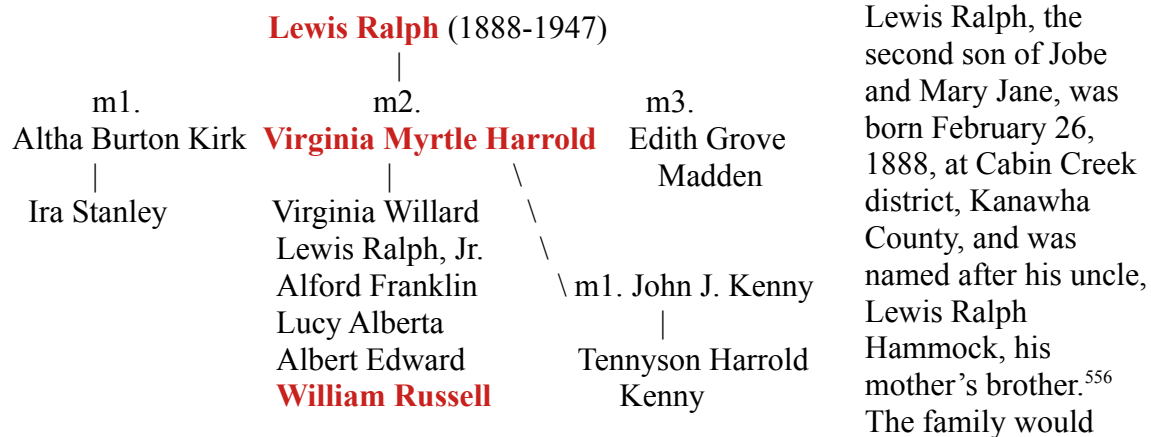 Lewis Ralph (1888-1947)
|
m1. m2. m3.
Altha Burton Kirk Virginia Myrtle Harrold Edith Grove
Madden
| | \
Ira Stanley Virginia Willard \
Lewis Ralph, Jr. \
Alford Franklin \ m1. John J. Kenny
Lucy Alberta |
Albert Edward Tennyson Harrold
William Russell Kenny
Lewis Ralph, the
second son of Jobe
and Mary Jane, was
born February 26,
1888, at Cabin Creek
district, Kanawha
County, and was
named after his uncle,
Lewis Ralph
Hammock, his
mother’s brother.556
The family would